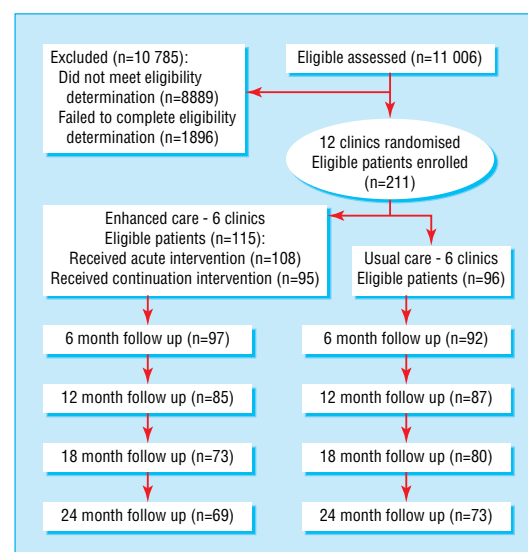 Excluded (n=10 785):
Did not meet eligibility
determination (n=8889)
Failed to complete eligibility
determination (n=1896)
Eligible assessed (n=11 006)
12 clinics randomised
Eligible patients enrolled
(n=211)
Enhanced care - 6 clinics
Eligible patients (n=115):
Received acute intervention (n=108)
Received continuation intervention (n=95)
Usual care - 6 clinics
Eligible patients (n=96)
6 month follow up (n=97)
6 month follow up (n=92)
12 month follow up (n=85)
12 month follow up (n=87)
18 month follow up (n=73)
18 month follow up (n=80)
24 month follow up (n=69)
24 month follow up (n=73)